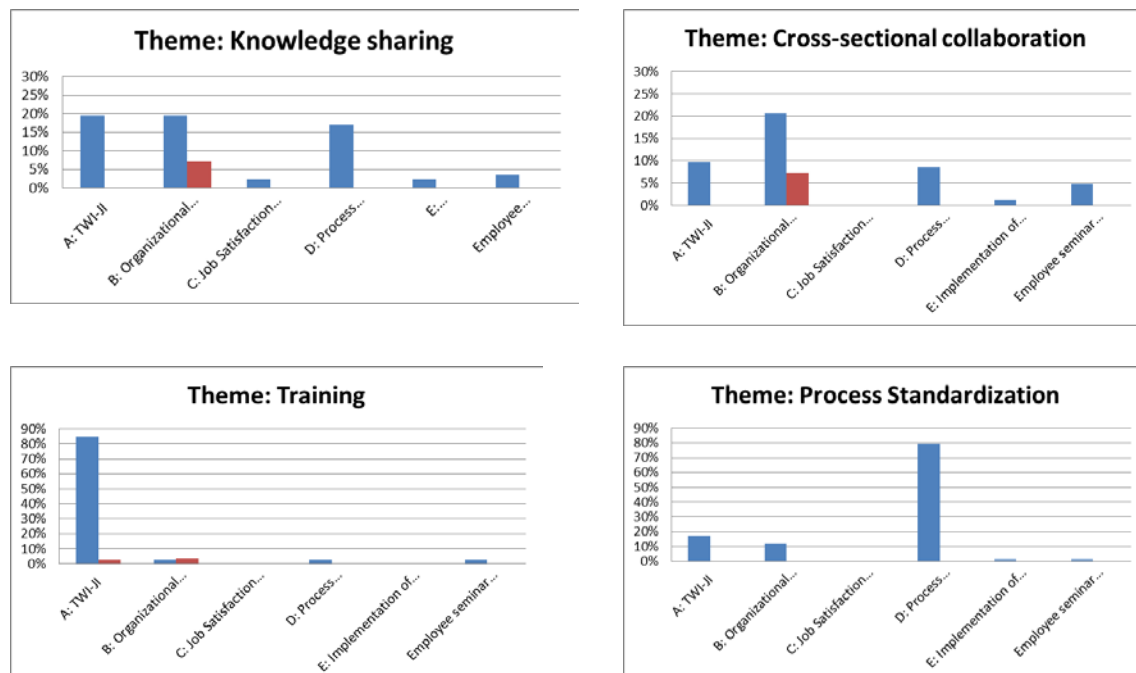 Theme: Knowledge sharing
30%
25%
20%
15%
10%
5%
0%
A: TWI-JI
B: Organizational...
C: Job Satisfaction...
D: Process...
E:...
Employee...
Theme: Cross-sectional collaboration
30%
25%
20%
15%
10%
5%
0%
A: TWI-JI
B: Organizational...
C: Job Satisfaction...
D: Process...
E: Implementation of...
Employee seminar...
Theme: Training
90%
80%
70%
60%
50%
40%
30%
20%
10%
0%
A: TWI-JI
B: Organizational...
C: Job Satisfaction...
D: Process...
E: Implementation of...
Employee seminar...
Theme: Process Standardization
90%
80%
70%
60%
50%
40%
30%
20%
10%
0%
A: TWI-JI
B: Organizational...
C: Job Satisfaction...
D: Process...
E: Implementation of...
Employee seminar...